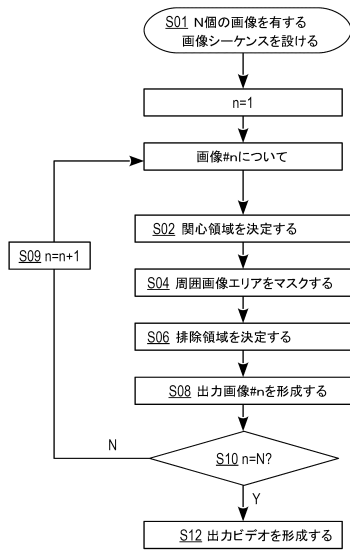 S01 N個の画像を有する
画像シーケンスを設ける
n=1
画像#nについて
S02 関心領域を決定する
S09 n=n+1
S04 周囲画像エリアをマスクする
S06 排除領域を決定する
S08 出力画像#nを形成する
N
S10 n=N?
Y
S12 出力ビデオを形成する